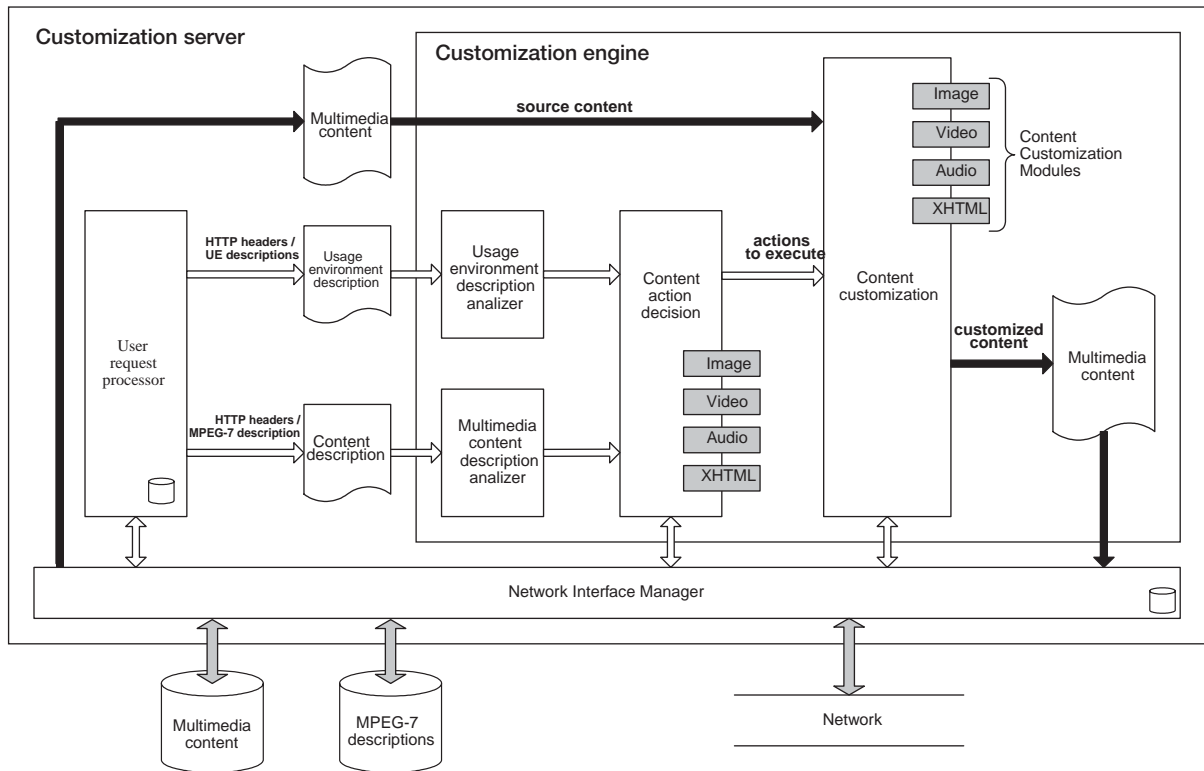 Customization server
Customization engine
Multimedia
content
source content
Image
Video
Audio
XHTML
Content
Customization
Modules
HTTP headers /
UE descriptions
Usage
environment
description
Usage
environment
description
analizer
Content
action
decision
actions
to execute
Content
customization
User
request
processor
Image
Video
Audio
XHTML
customized
content
Multimedia
content
HTTP headers /
MPEG-7 description
Content
description
Multimedia
content
description
analizer
Network Interface Manager
Multimedia
content
MPEG-7
descriptions
Network